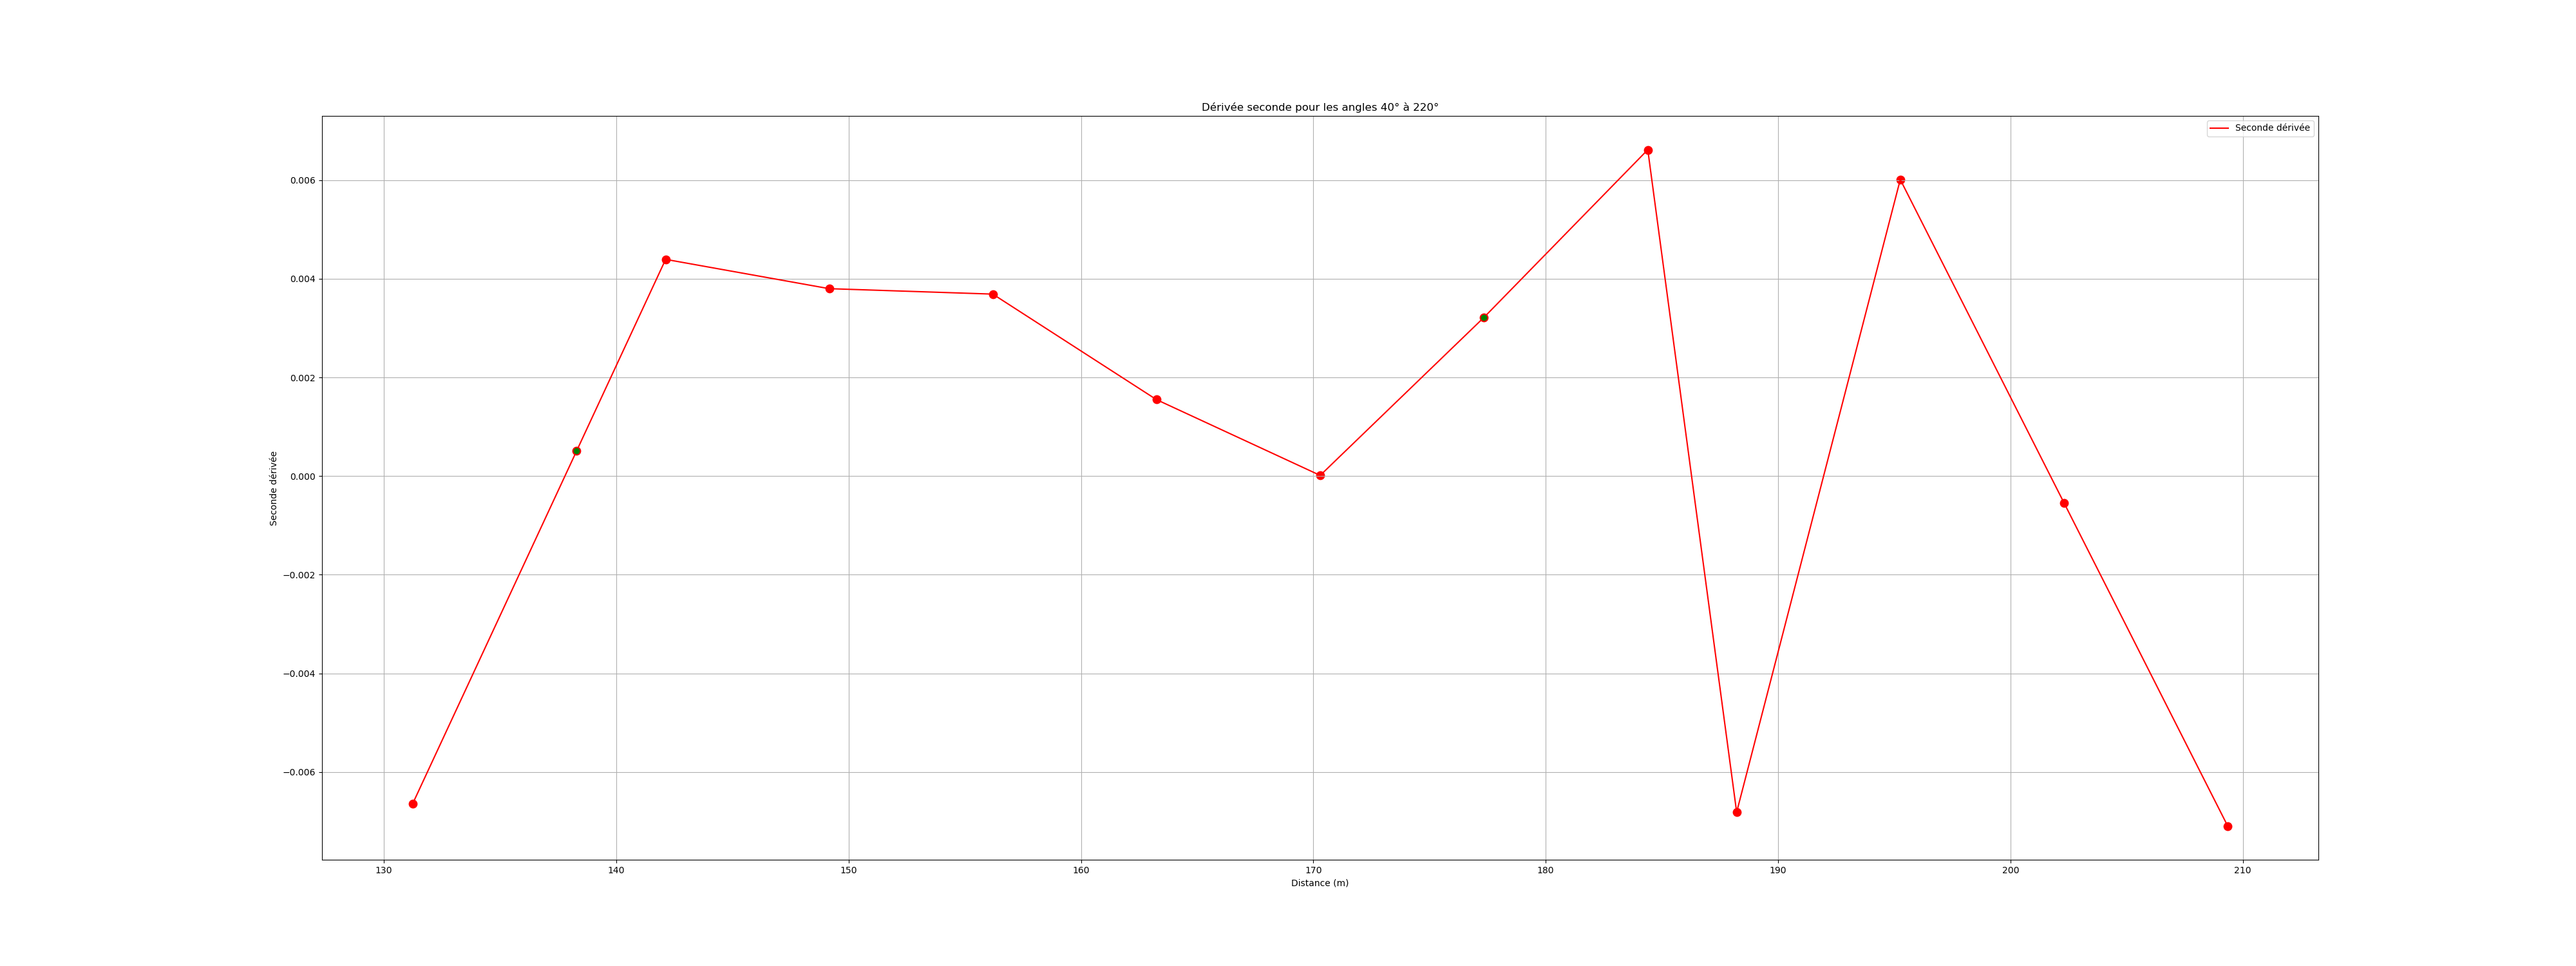 Dérivée seconde pour les angles 40° à 220°
Seconde dérivée
0.006
0.004
0.002
0.000
−0.002
−0.004
−0.006
Seconde dérivée
130 140 150 160 170 180 190 200 210
Distance (m)